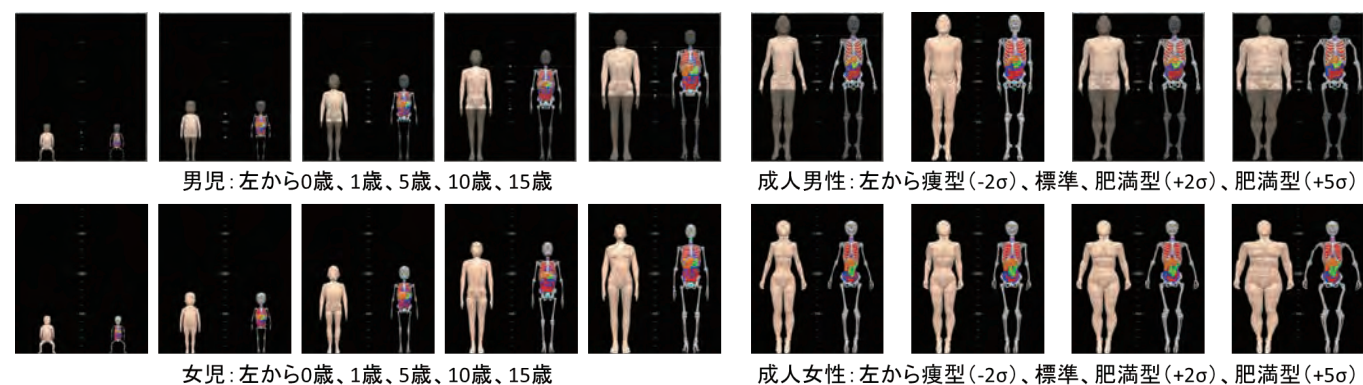 男児：左から0歳、1歳、5歳、10歳、15歳
成人男性：左から痩型(-2σ)、標準、肥満型(+2σ)、肥満型(+5σ)
女児：左から0歳、1歳、5歳、10歳、15歳
成人女性：左から痩型(-2σ)、標準、肥満型(+2σ)、肥満型(+5σ)